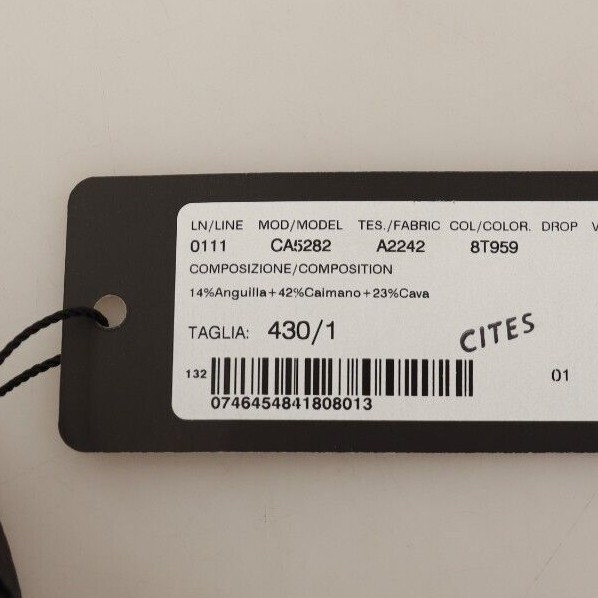 LN/LINE MOD/MODEL TES./FABRIC COL/COLOR. DROP V
0111 CA5282 A2242 8T959
COMPOSIZIONE/COMPOSITION
14%Anguilla+42%Caimano+23%Cava
TAGLIA: 430/1
CITES
132
01
0746454841808013